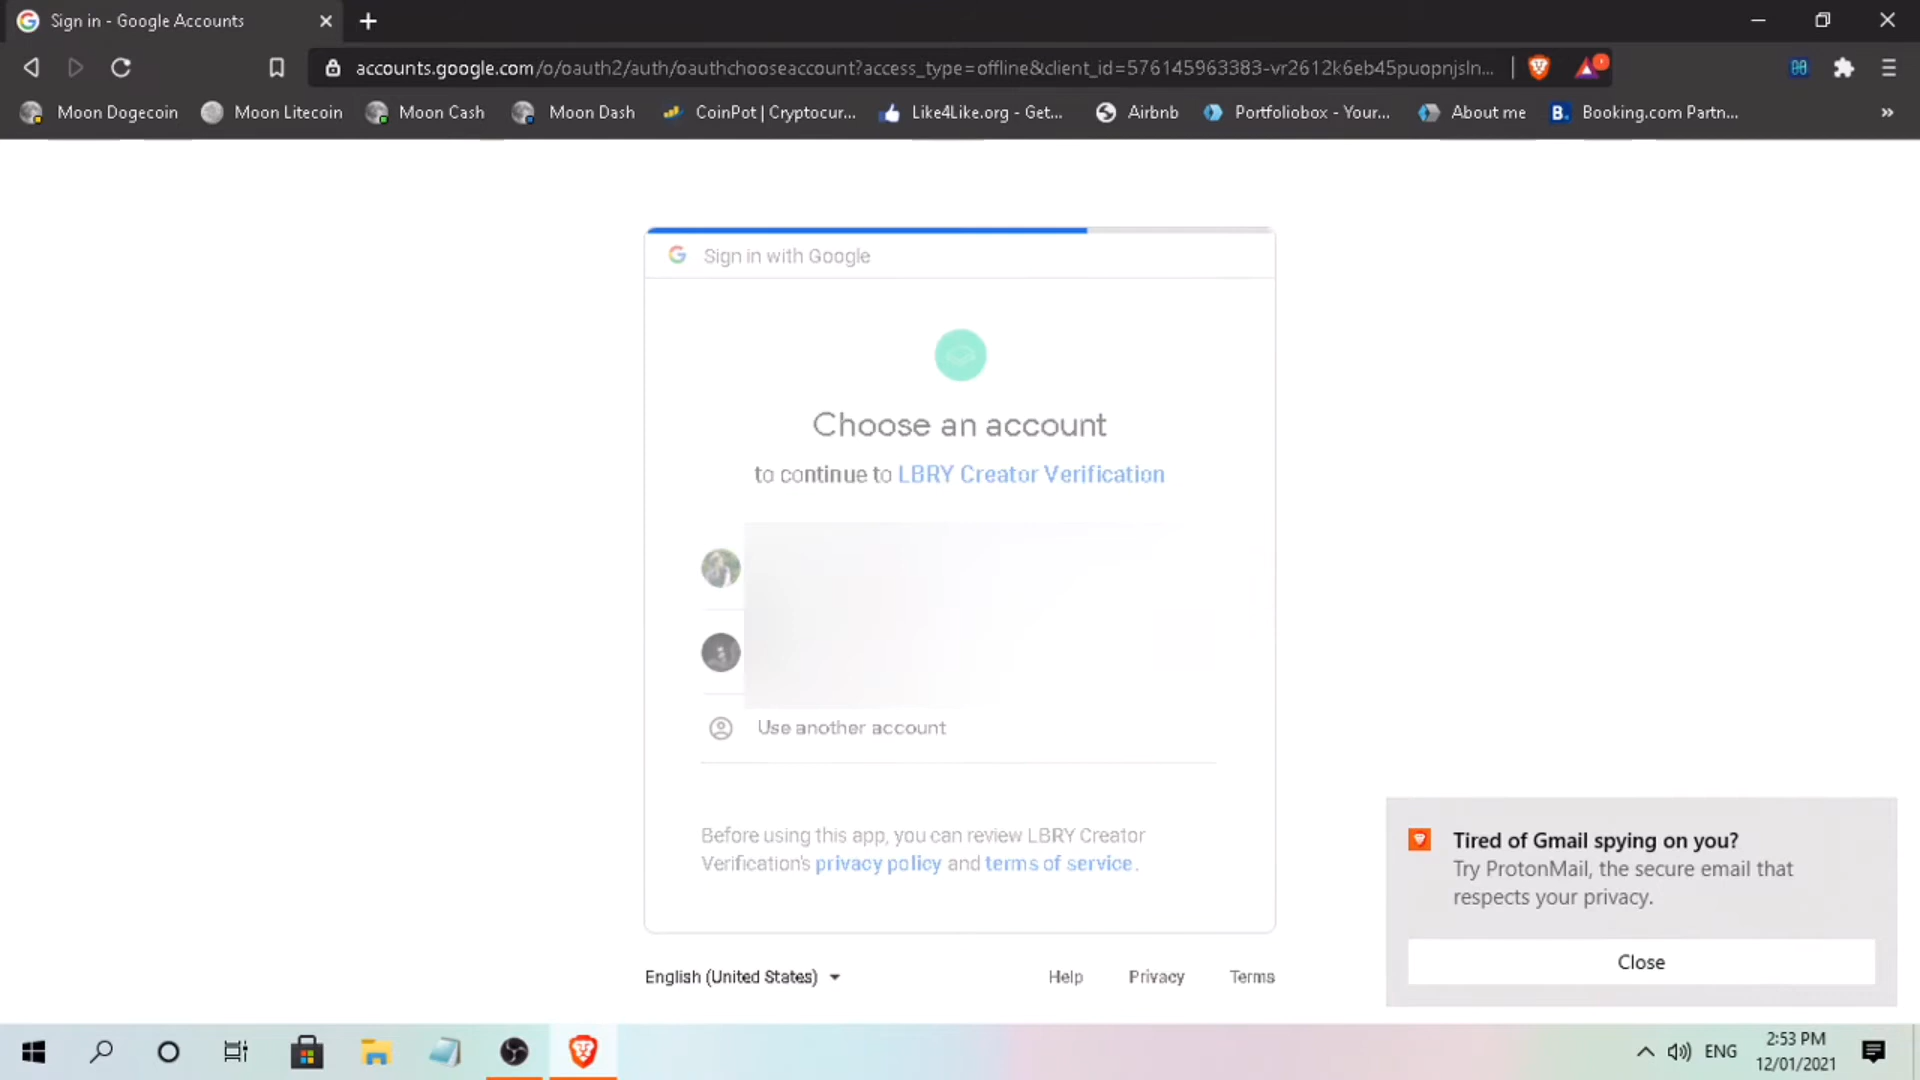 Sign in - Google Accounts
accounts.google.com/o/oauth2/auth/oauthchooseaccount?access_type=offline&client_id=576145963383-vr2612k6eb45puopnjsln...
Moon Dogecoin
Moon Litecoin
Moon Cash
Moon Dash
CoinPot | Cryptocur...
Like4Like.org - Get...
Airbnb
Portfoliobox - Your...
About me
B.
Booking.com Partn...
Sign in with Google
Choose an account
to continue to LBRY Creator Verification
Use another account
Before using this app, you can review LBRY Creator
Verification's privacy policy and terms of service.
English (United States)
Help
Privacy
Terms
Tired of Gmail spying on you?
Try ProtonMail, the secure email that
respects your privacy.
Close
ENG
2:53 PM
12/01/2021